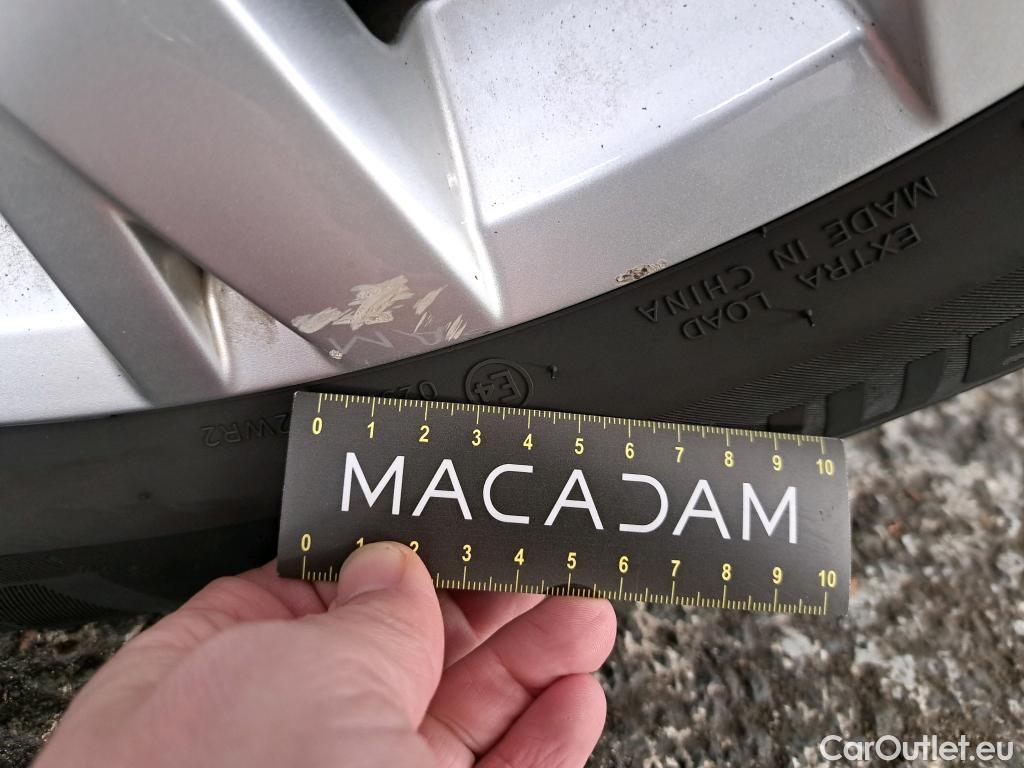 MADE IN CHINA
EXTRA LOAD
E4
2WR2
0 1 2 3 4 5 6 7 8 9 10
MACADAM
0 1 2 3 4 5 6 7 8 9 10
CarOutlet.eu